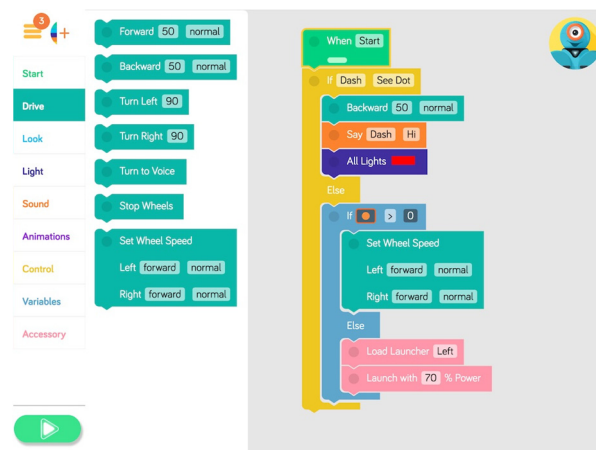 3
Start
Drive
Look
Light
Sound
Animations
Control
Variables
Accessory
Forward 50 normal
Backward 50 normal
Turn Left 90
Turn Right 90
Turn to Voice
Stop Wheels
Set Wheel Speed
Left forward normal
Right forward normal
When Start
If Dash See Dot
Backward 50 normal
Say Dash Hi
All Lights
Else
If > 0
Set Wheel Speed
Left forward normal
Right forward normal
Else
Load Launcher Left
Launch with 70 % Power